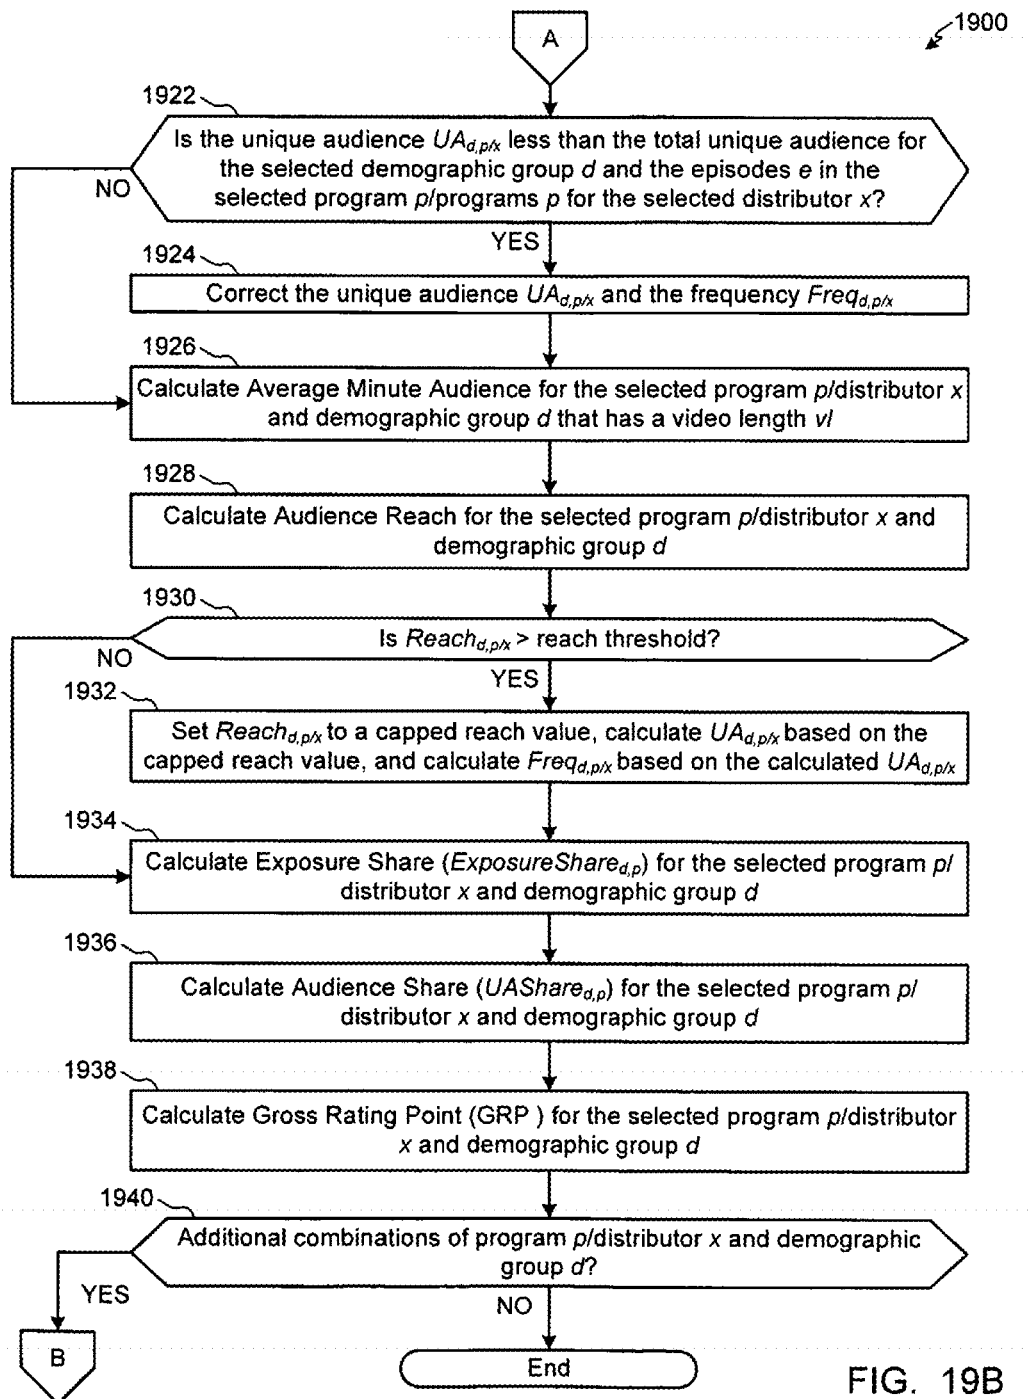 A
1900
1922
Is the unique audience UAd,p/x less than the total unique audience for
the selected demographic group d and the episodes e in the
selected program p/programs p for the selected distributor x?
NO
YES
1924
Correct the unique audience UAd,p/x and the frequency Freqd,p/x
1926
Calculate Average Minute Audience for the selected program p/distributor x
and demographic group d that has a video length vl
1928
Calculate Audience Reach for the selected program p/distributor x and
demographic group d
1930
Is Reachd,p/x > reach threshold?
NO
YES
1932
Set Reachd,p/x to a capped reach value, calculate UAd,p/x based on the
capped reach value, and calculate Freqd,p/x based on the calculated UAd,p/x
1934
Calculate Exposure Share (ExposureShared,p) for the selected program p/
distributor x and demographic group d
1936
Calculate Audience Share (UAShared,p) for the selected program p/
distributor x and demographic group d
1938
Calculate Gross Rating Point (GRP ) for the selected program p/distributor
x and demographic group d
1940
Additional combinations of program p/distributor x and demographic
group d?
YES
NO
B
End
FIG. 19B